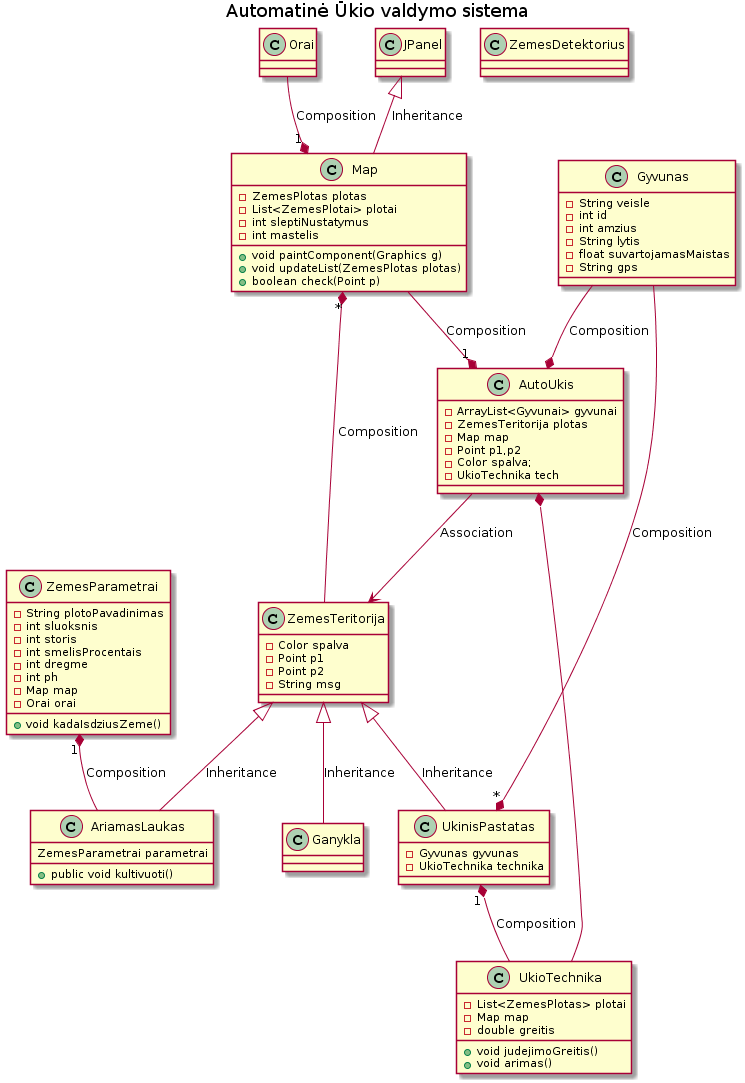 Automatinė Ūkio valdymo sistema
C Orai
C JPanel
C ZemesDetektorius
Composition
Inheritance
1
C Map
ZemesPlotas plotas
List<ZemesPlotai> plotai
int sleptiNustatymus
int mastelis
void paintComponent(Graphics g)
void updateList(ZemesPlotas plotas)
boolean check(Point p)
C Gyvunas
String veisle
int id
int amzius
String lytis
float suvartojamasMaistas
String gps
*
Composition
Composition
1
C AutoUkis
ArrayList<Gyvunai> gyvunai
ZemesTeritorija plotas
Map map
Point p1,p2
Color spalva;
UkioTechnika tech
Composition
Association
Composition
C ZemesParametrai
String plotoPavadinimas
int sluoksnis
int storis
int smelisProcentais
int dregme
int ph
Map map
Orai orai
void kadaIsdziusZeme()
C ZemesTeritorija
Color spalva
Point p1
Point p2
String msg
1
Composition
Inheritance
Inheritance
Inheritance
*
C AriamasLaukas
ZemesParametrai parametrai
public void kultivuoti()
C Ganykla
C UkinisPastatas
Gyvunas gyvunas
UkioTechnika technika
1
Composition
C UkioTechnika
List<ZemesPlotas> plotai
Map map
double greitis
void judejimoGreitis()
void arimas()